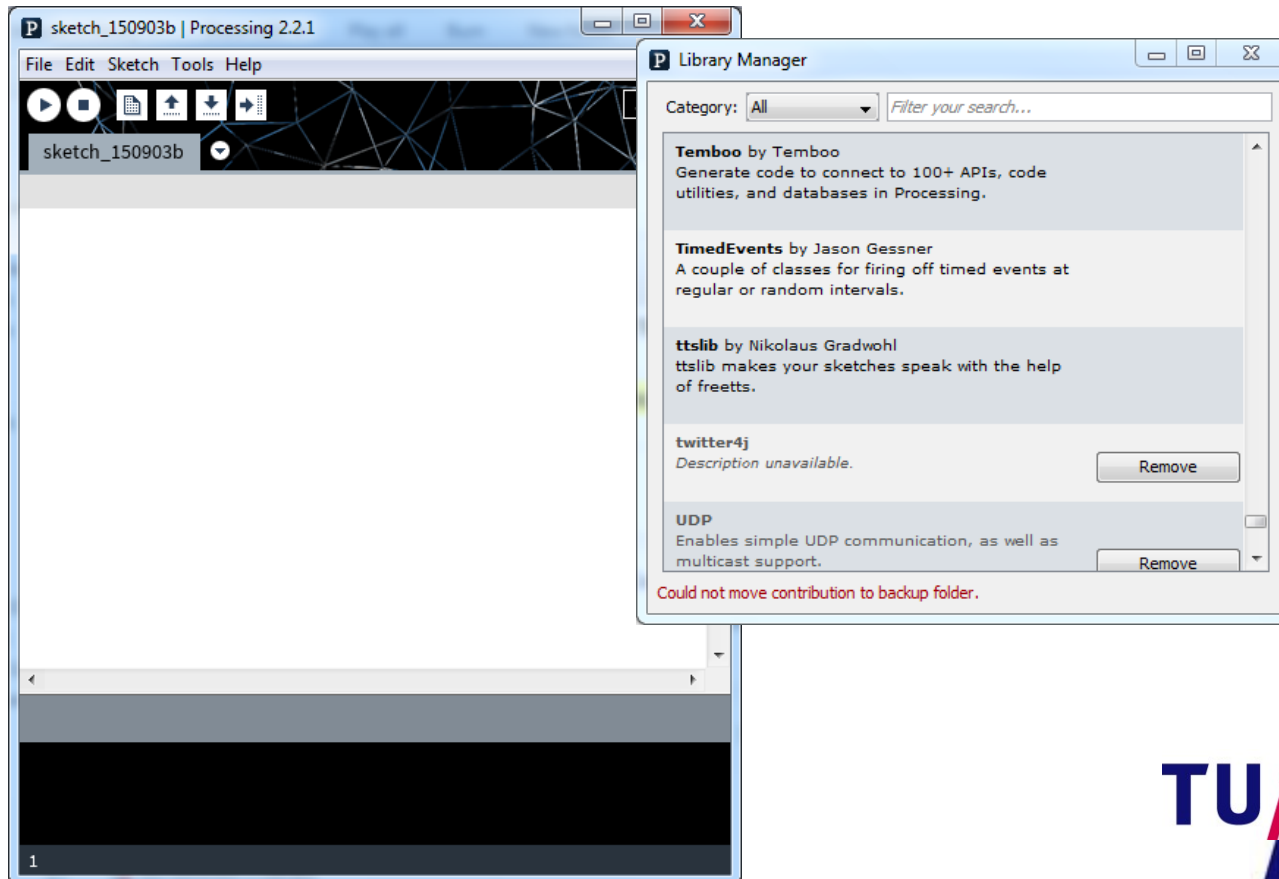 sketch_150903b | Processing 2.2.1
File Edit Sketch Tools Help
sketch_150903b
1
Library Manager
Category: All Filter your search...
Temboo by Temboo
Generate code to connect to 100+ APIs, code
utilities, and databases in Processing.
TimedEvents by Jason Gessner
A couple of classes for firing off timed events at
regular or random intervals.
ttslib by Nikolaus Gradwohl
ttslib makes your sketches speak with the help
of freetts.
twitter4j
Description unavailable.
Remove
UDP
Enables simple UDP communication, as well as
multicast support.
Remove
Could not move contribution to backup folder.
TU